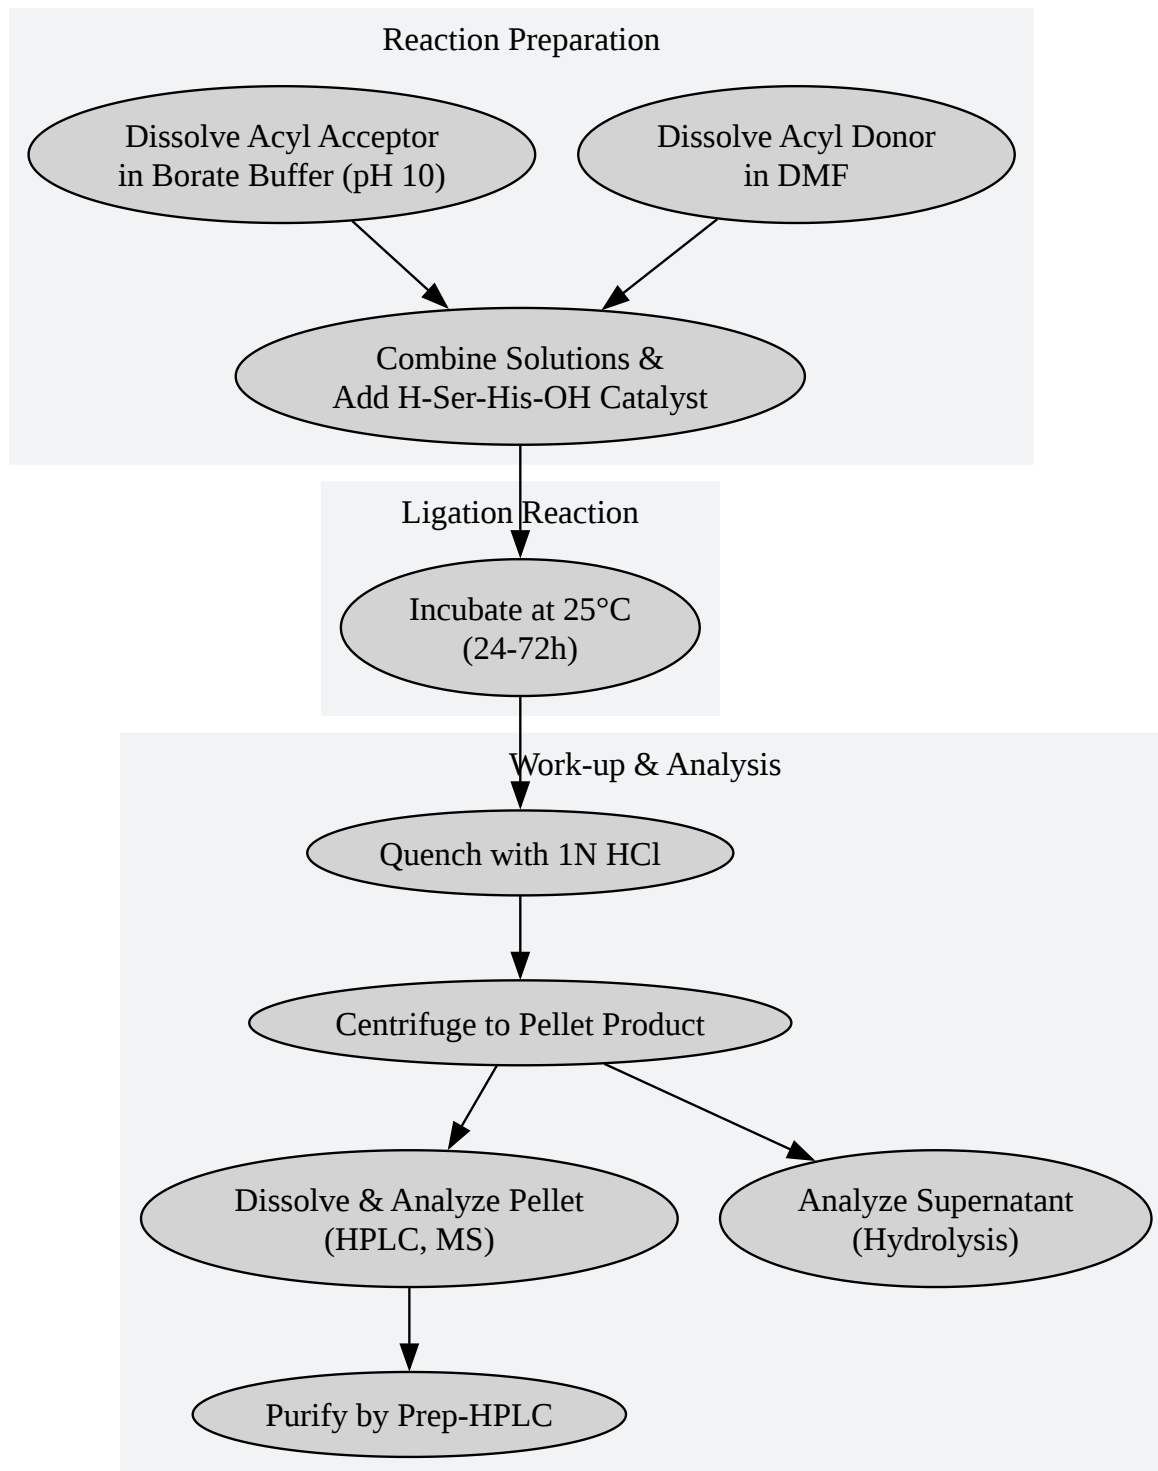 Reaction Preparation
Dissolve Acyl Acceptor
in Borate Buffer (pH 10)
Dissolve Acyl Donor
in DMF
Combine Solutions &
Add H-Ser-His-OH Catalyst
Ligation Reaction
Incubate at 25°C
(24-72h)
Work-up & Analysis
Quench with 1N HCl
Centrifuge to Pellet Product
Dissolve & Analyze Pellet
(HPLC, MS)
Analyze Supernatant
(Hydrolysis)
Purify by Prep-HPLC